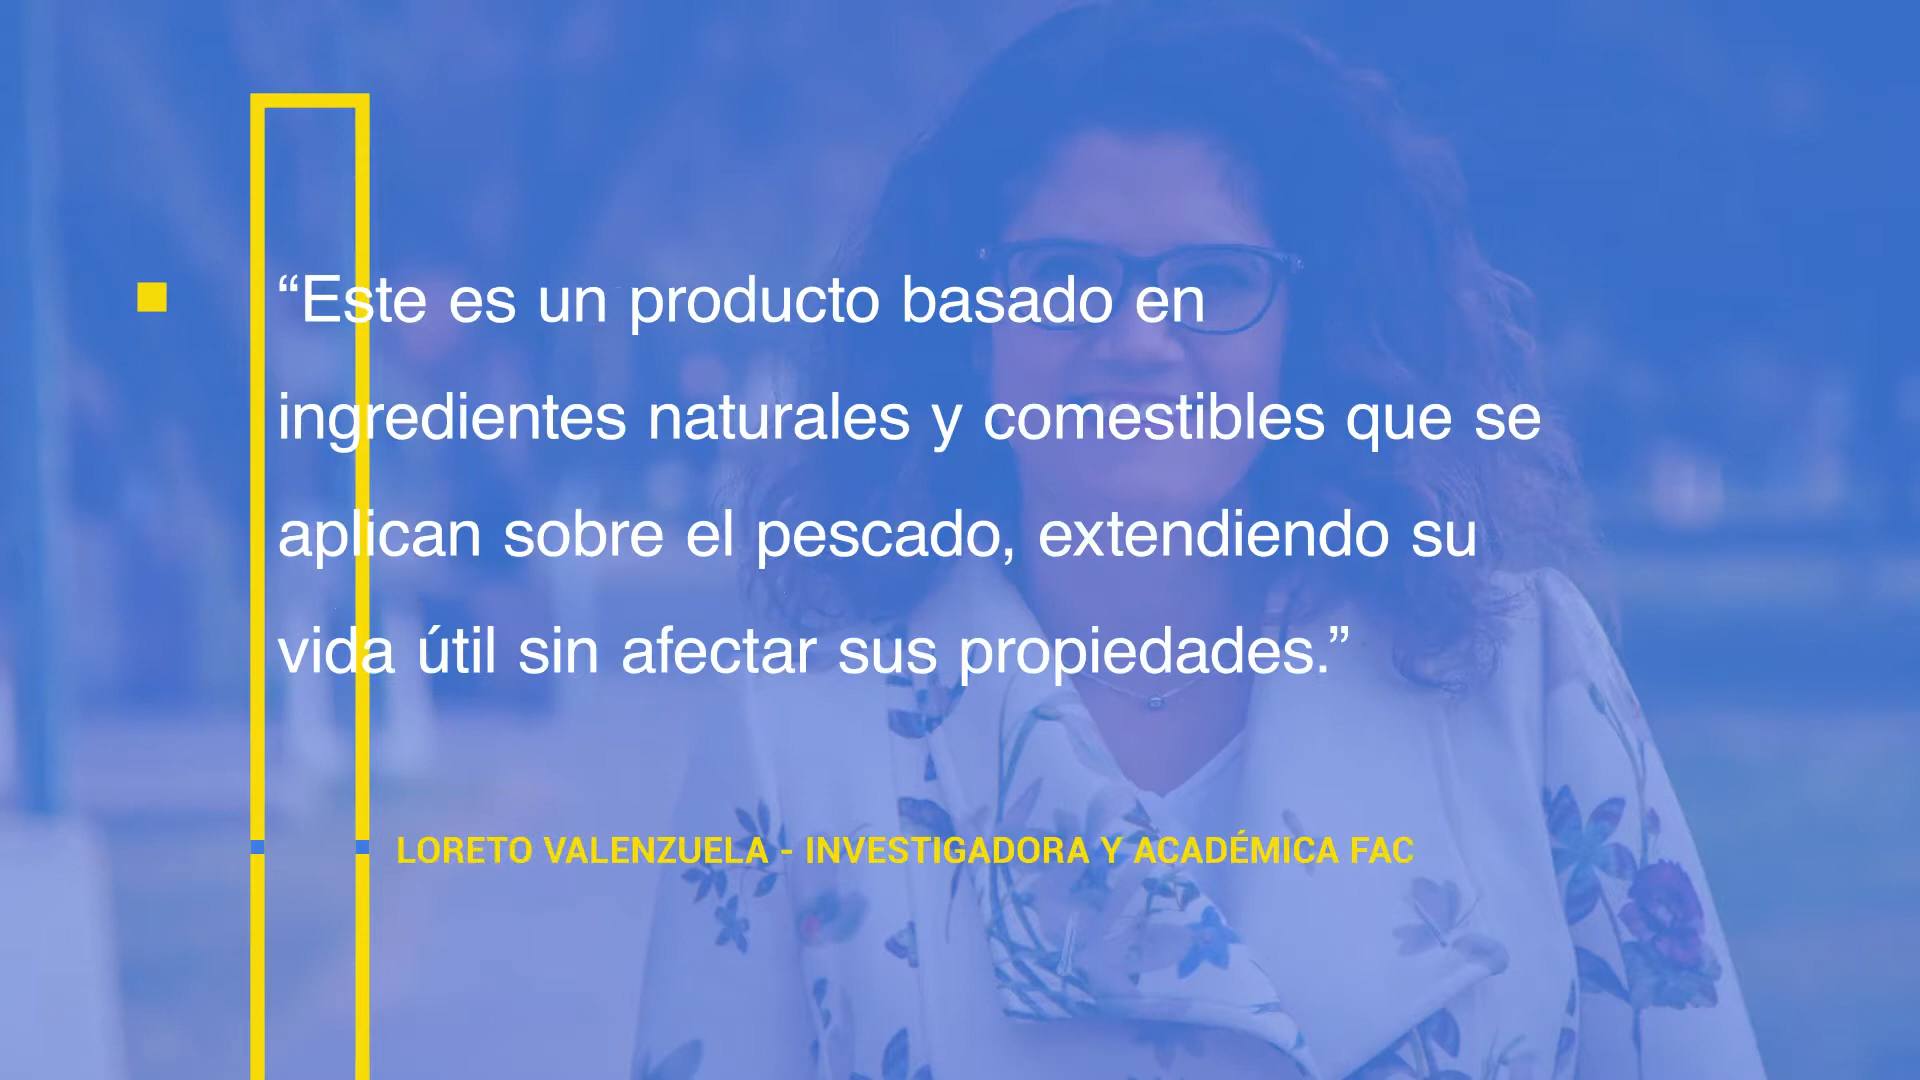 “Este es un producto basado en
ingredientes naturales y comestibles que se
aplican sobre el pescado, extendiendo su
vida útil sin afectar sus propiedades.”
LORETO VALENZUELA - INVESTIGADORA Y ACADÉMICA FAC